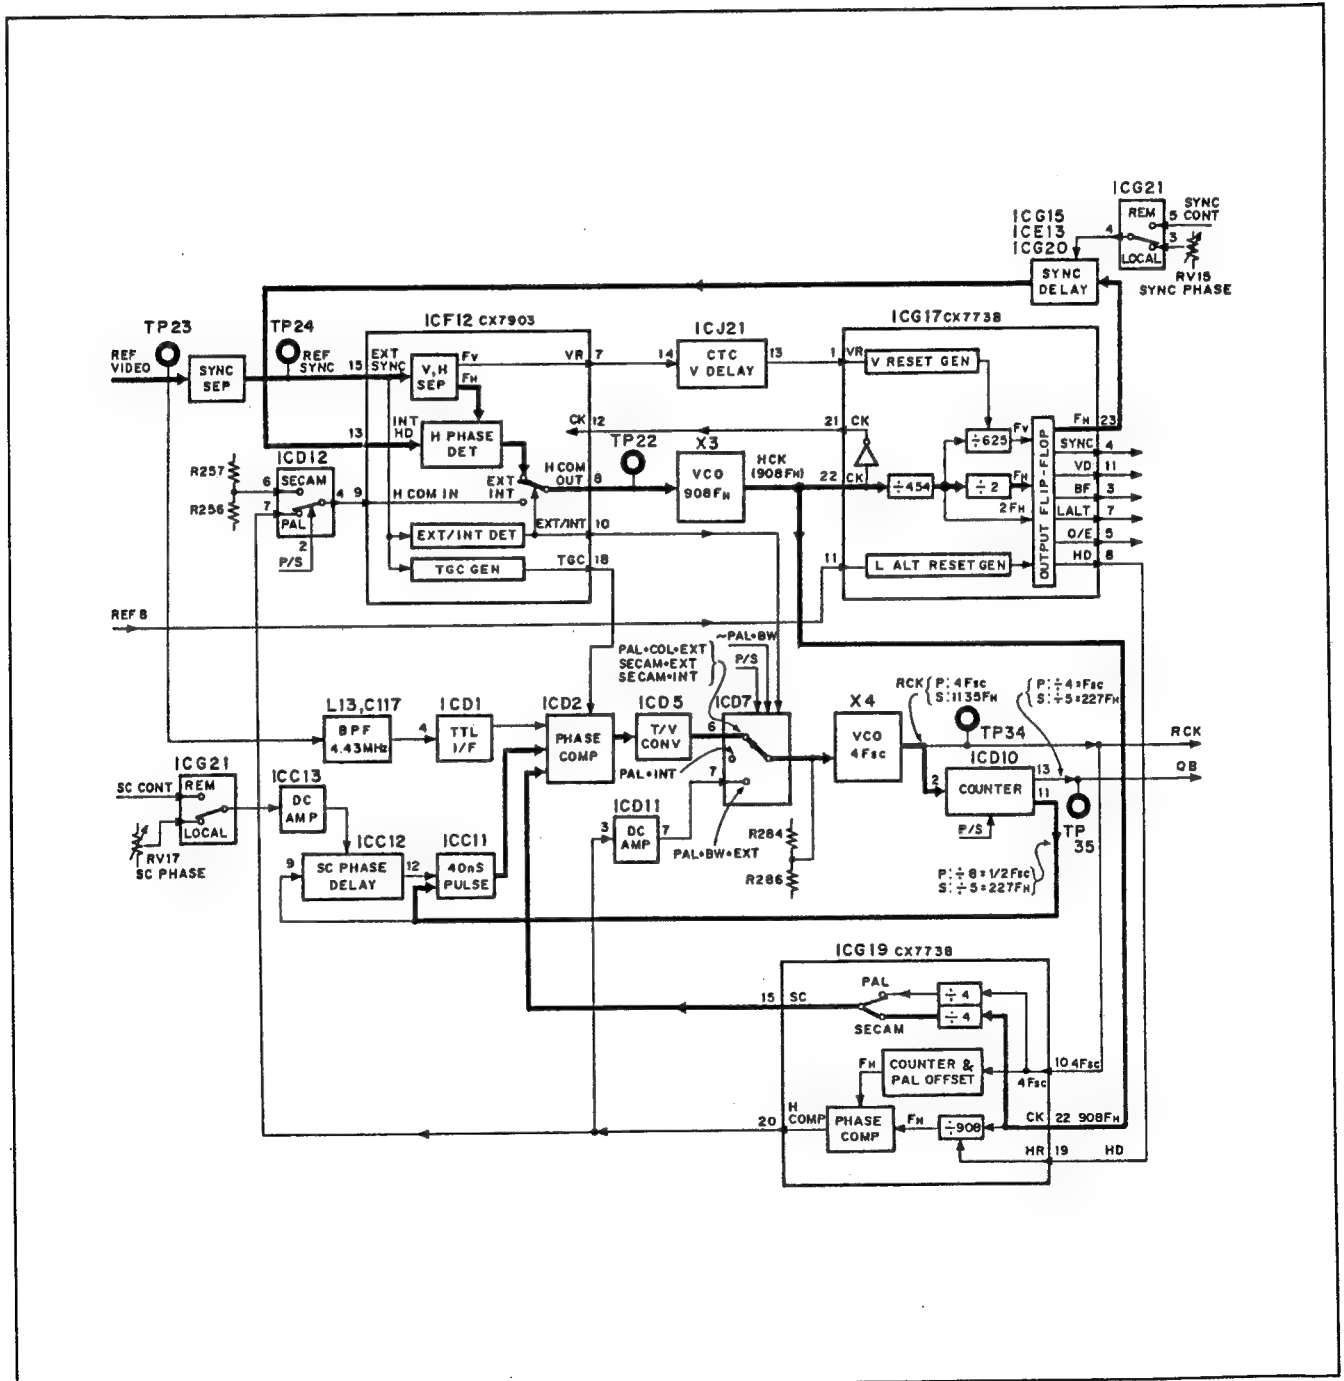 ICG21
REM
5
SYNC
CONT
4
3
LOCAL
RV15
SYNC PHASE
ICG15
ICE13
ICG20
SYNC
DELAY
TP23
REF
VIDEO
SYNC
SEP
TP24
REF
SYNC
15
ICF12 CX7903
EXT
SYNC
V,H
SEP
FV
FH
VR
7
ICJ21
14
CTC
V DELAY
13
ICG17 CX7738
1
VR
V RESET GEN
13
INT
HD
H PHASE
DET
CK
12
21
CK
TP22
X3
VCO
908FH
HCK
(908FH)
22
CK
÷454
÷625
FV
÷2
FH
2FH
OUTPUT FLIP-FLOP
FH
23
SYNC
4
VD
11
BF
3
LALT
7
O/E
5
HD
6
ICD12
R257
R256
SECAM
6
7
PAL
4
9
2
P/S
H COM IN
EXT
INT
H COM
OUT
8
EXT/INT DET
EXT/INT
10
TGC GEN
TGC
18
11
L ALT RESET GEN
REF 8
PAL•COL•EXT
SECAM•EXT
SECAM•INT
~PAL•BW
P/S
L13,C117
BPF
4.43MHz
4
ICD1
TTL
I/F
ICD2
PHASE
COMP
ICD5
T/V
CONV
ICD7
6
PAL•INT
7
PAL•BW•EXT
X4
VCO
4Fsc
RCK
P: 4Fsc
S: 1135FH
P: ÷4=Fsc
S: ÷5=227FH
TP34
RCK
ICD10
2
COUNTER
13
11
QB
P/S
TP
35
P: ÷8=1/2Fsc
S: ÷5=227FH
ICG21
SC CONT
REM
LOCAL
RV17
SC PHASE
ICC13
DC
AMP
ICC12
9
SC PHASE
DELAY
12
ICC11
40nS
PULSE
ICD11
3
DC
AMP
7
R284
R286
ICG19 CX7738
15
SC
PAL
SECAM
÷4
÷4
FH
COUNTER &
PAL OFFSET
10 4Fsc
4Fsc
20
H
COMP
PHASE
COMP
FH
÷908
CK
22 908FH
HR
19
HD